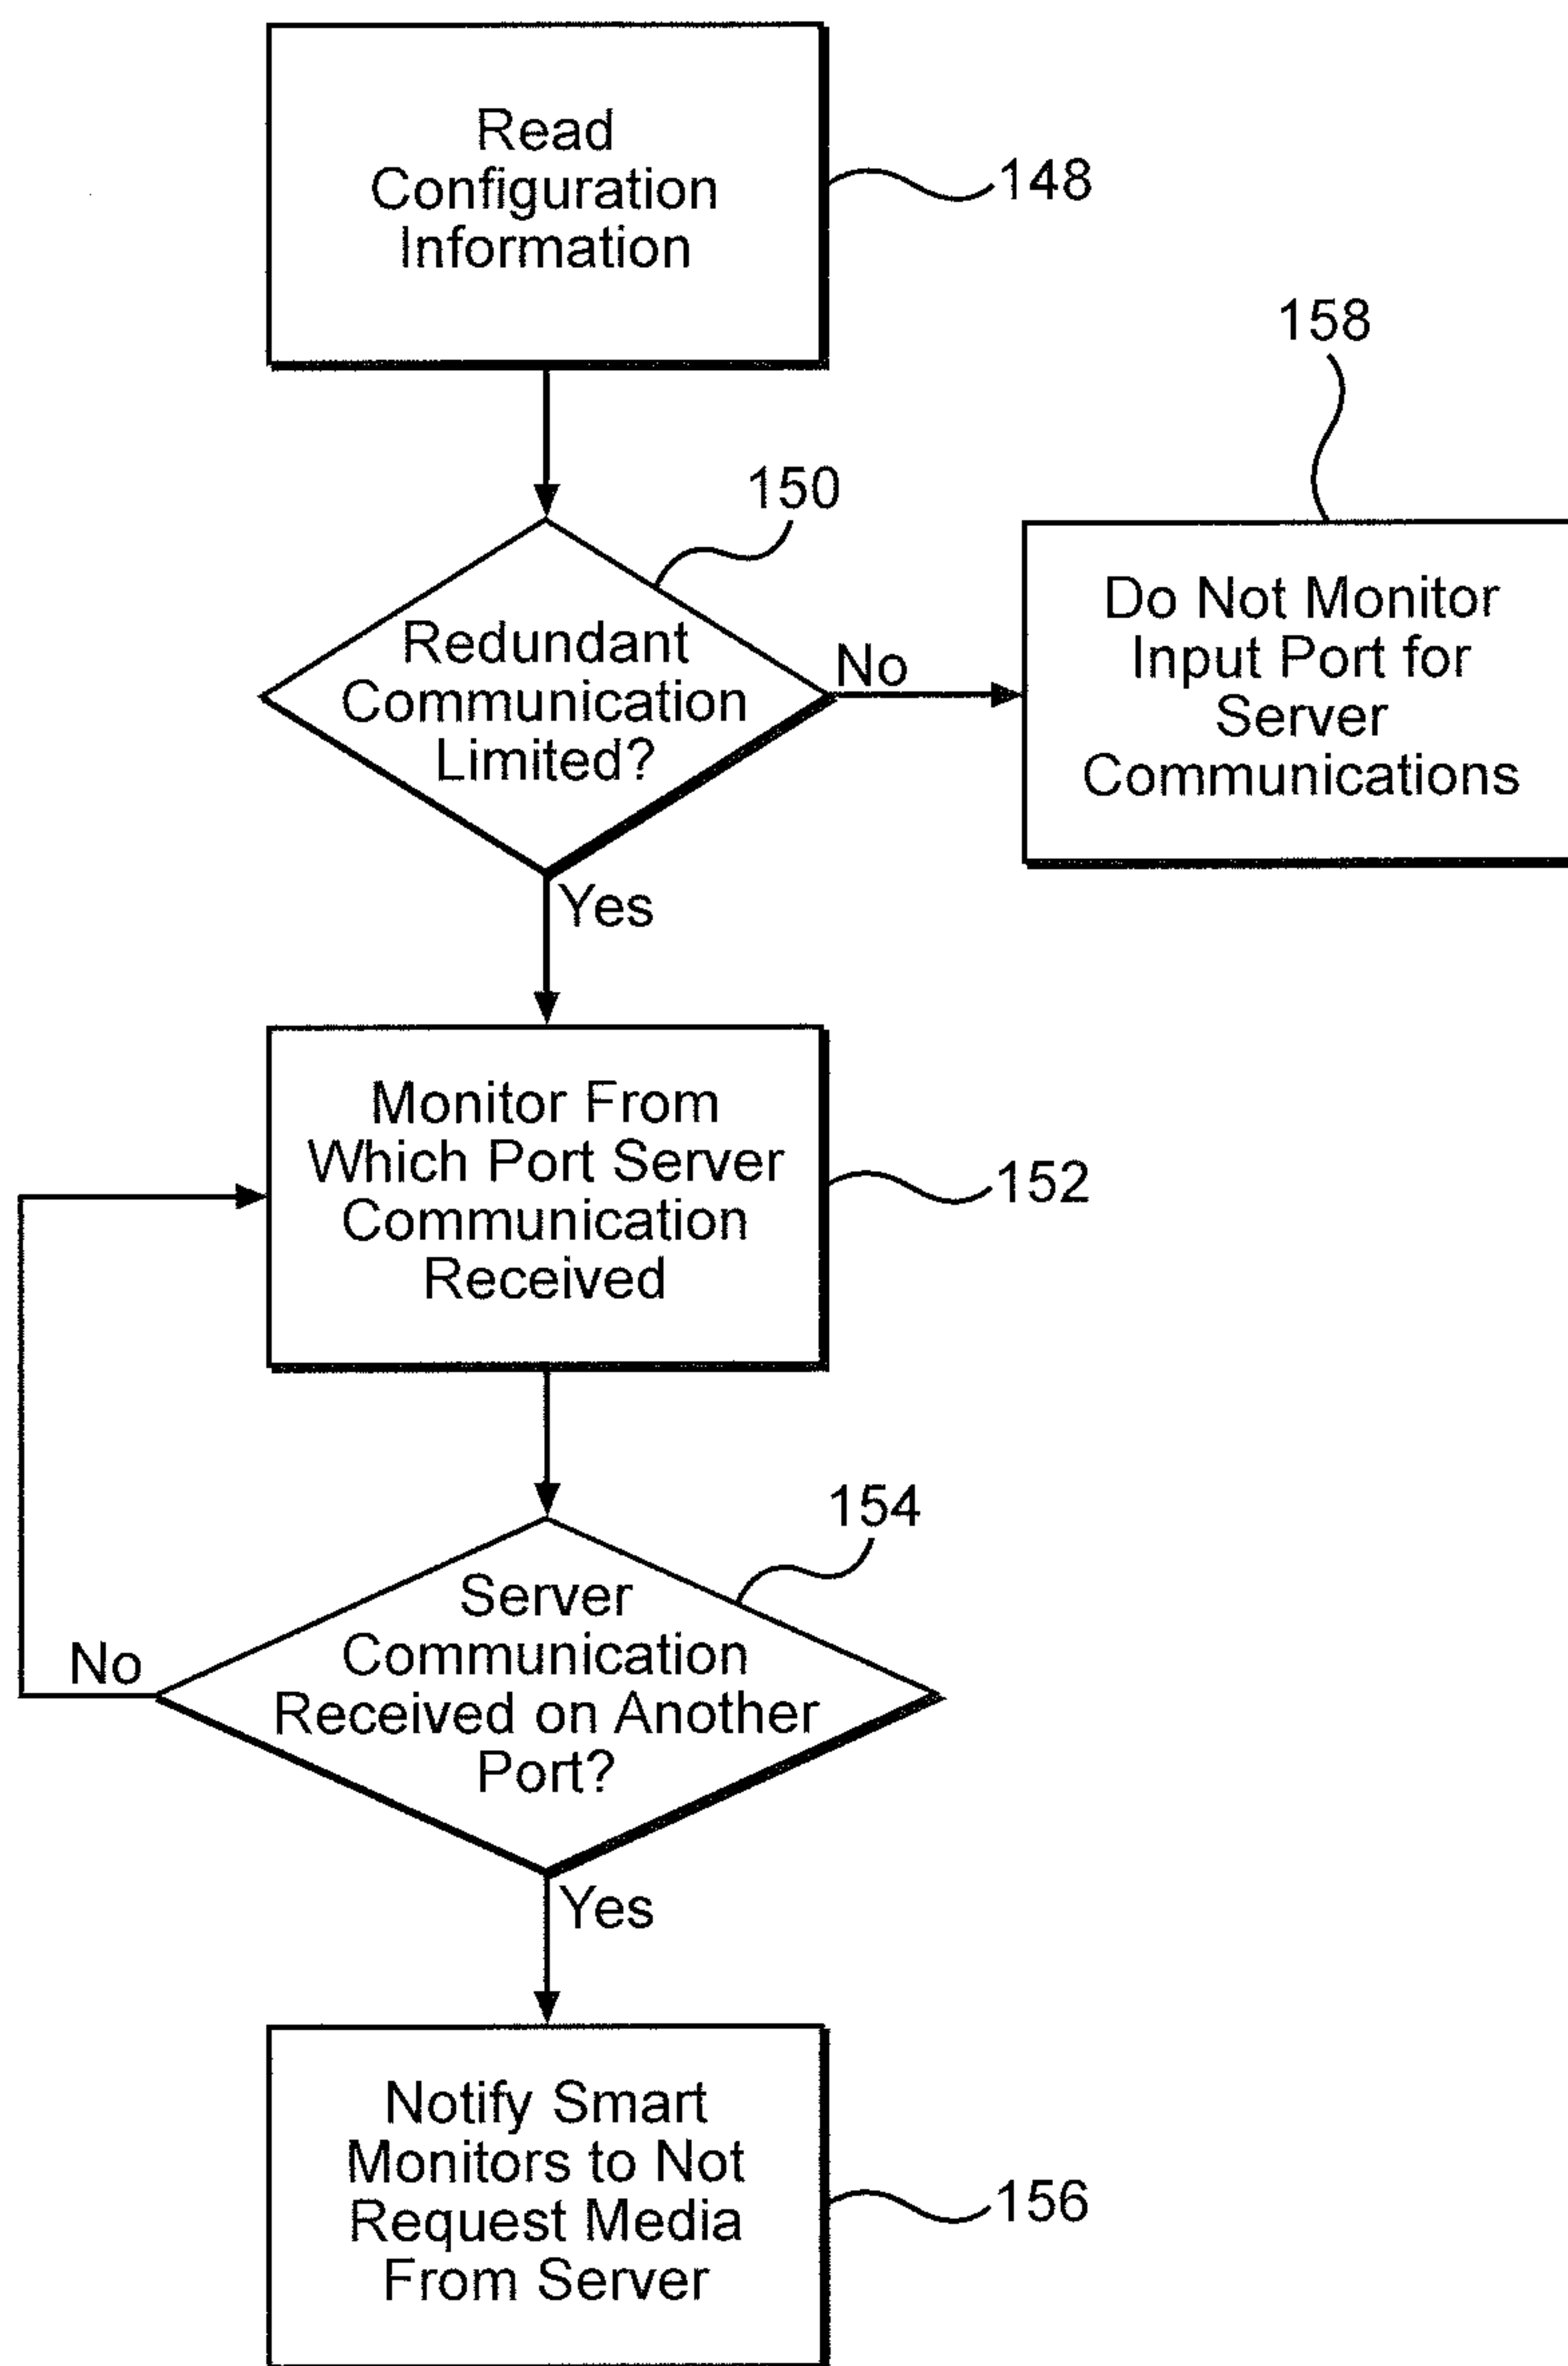 Read
Configuration
Information
148
158
150
Redundant
Communication
Limited?
No
Do Not Monitor
Input Port for
Server
Communications
Yes
Monitor From
Which Port Server
Communication
Received
152
154
Server
Communication
Received on Another
Port?
No
Yes
Notify Smart
Monitors to Not
Request Media
From Server
156